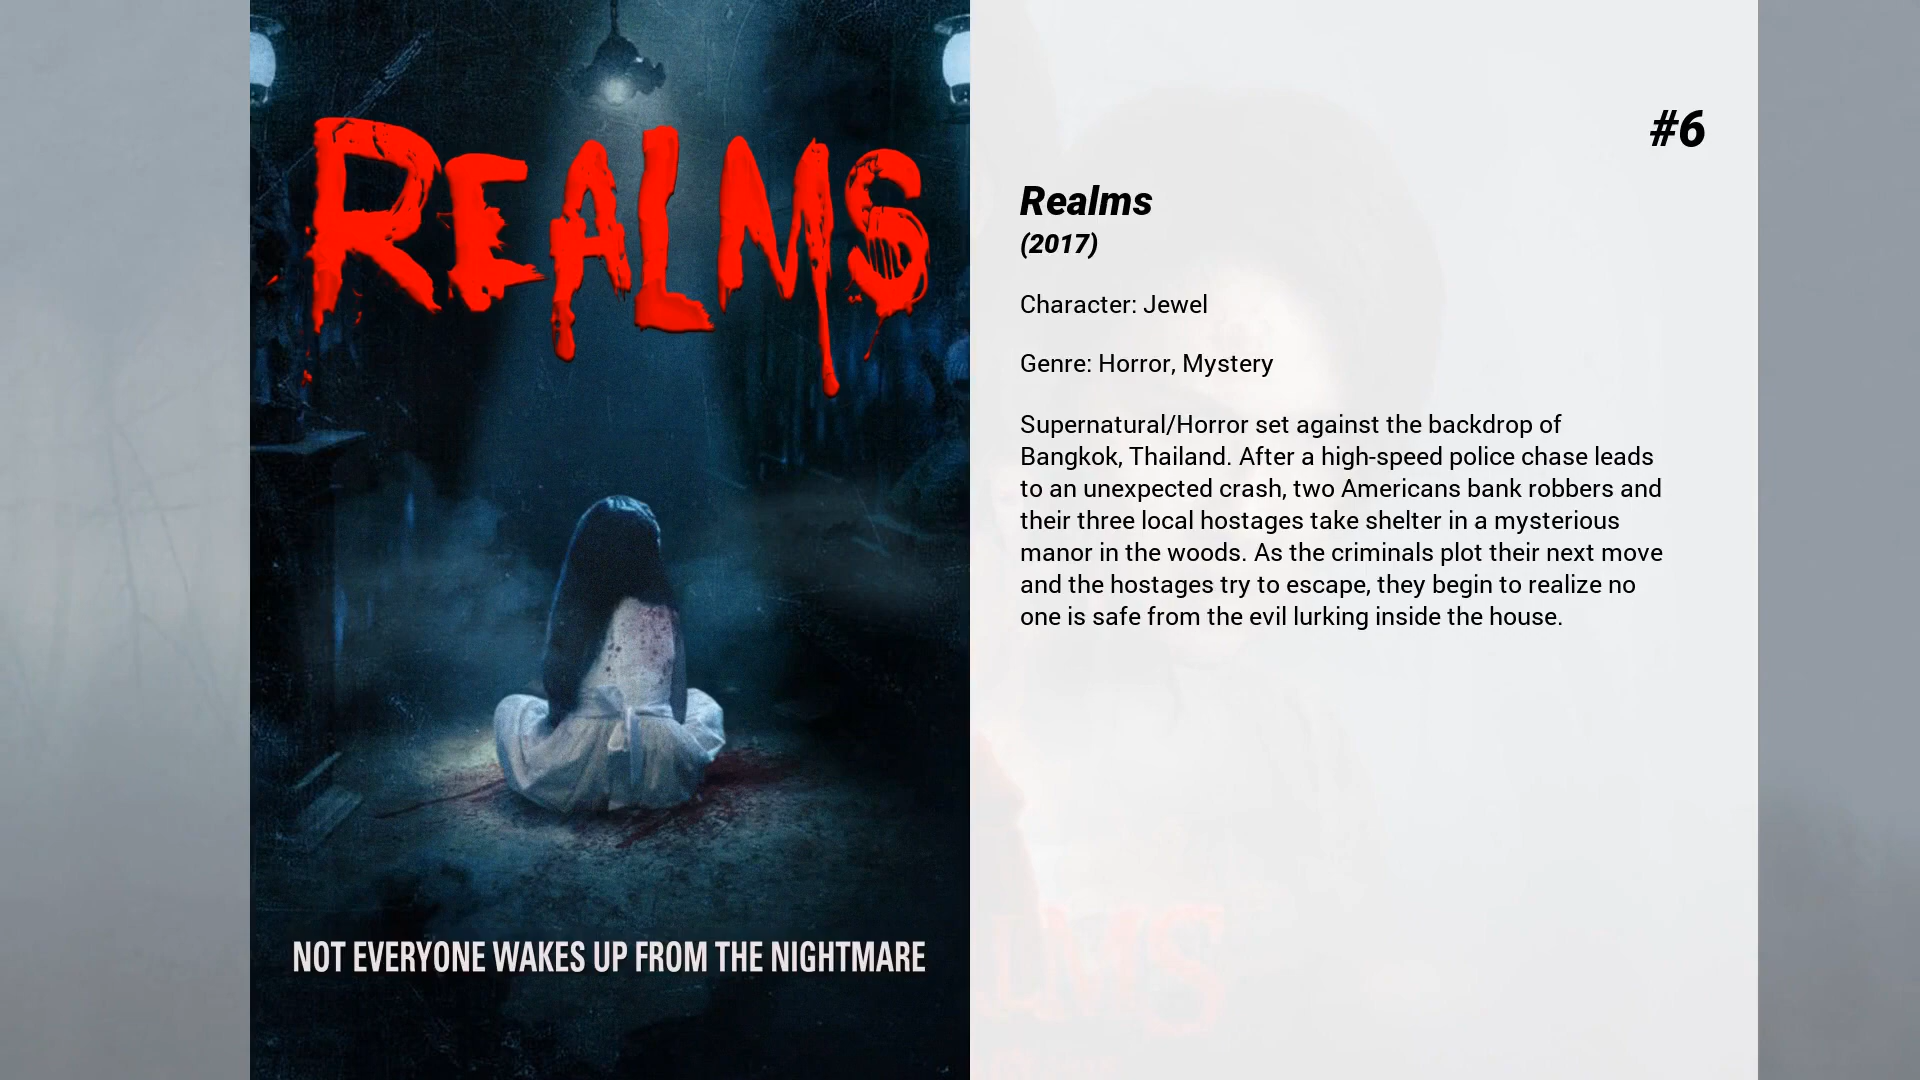 REALMS
NOT EVERYONE WAKES UP FROM THE NIGHTMARE
#6
Realms
(2017)
Character: Jewel
Genre: Horror, Mystery
Supernatural/Horror set against the backdrop of
Bangkok, Thailand. After a high-speed police chase leads
to an unexpected crash, two Americans bank robbers and
their three local hostages take shelter in a mysterious
manor in the woods. As the criminals plot their next move
and the hostages try to escape, they begin to realize no
one is safe from the evil lurking inside the house.